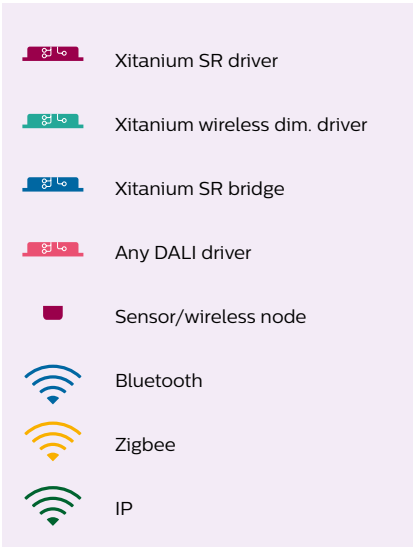 Xitanium SR driver
Xitanium wireless dim. driver
Xitanium SR bridge
Any DALI driver
Sensor/wireless node
Bluetooth
Zigbee
IP